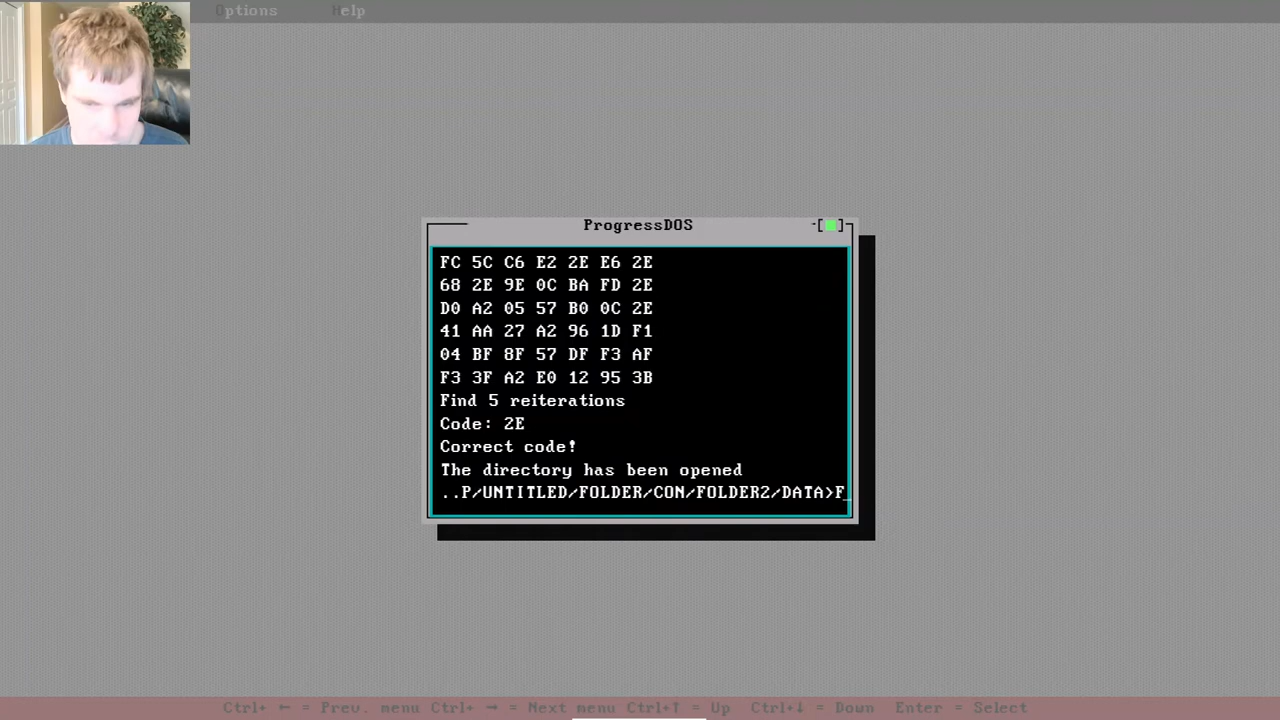 Options Help
ProgressDOS
FC 5C C6 E2 2E E6 2E
68 2E 9E 0C BA FD 2E
D0 A2 05 57 B0 0C 2E
41 AA 27 A2 96 1D F1
04 BF 8F 57 DF F3 AF
F3 3F A2 E0 12 95 3B
Find 5 reiterations
Code: 2E
Correct code!
The directory has been opened
..P/UNTITLED/FOLDER/CON/FOLDER2/DATA>F_
Ctrl+ ← = Prev. menu Ctrl+ → = Next menu Ctrl+↑ = Up Ctrl+↓ = Down Enter = Select